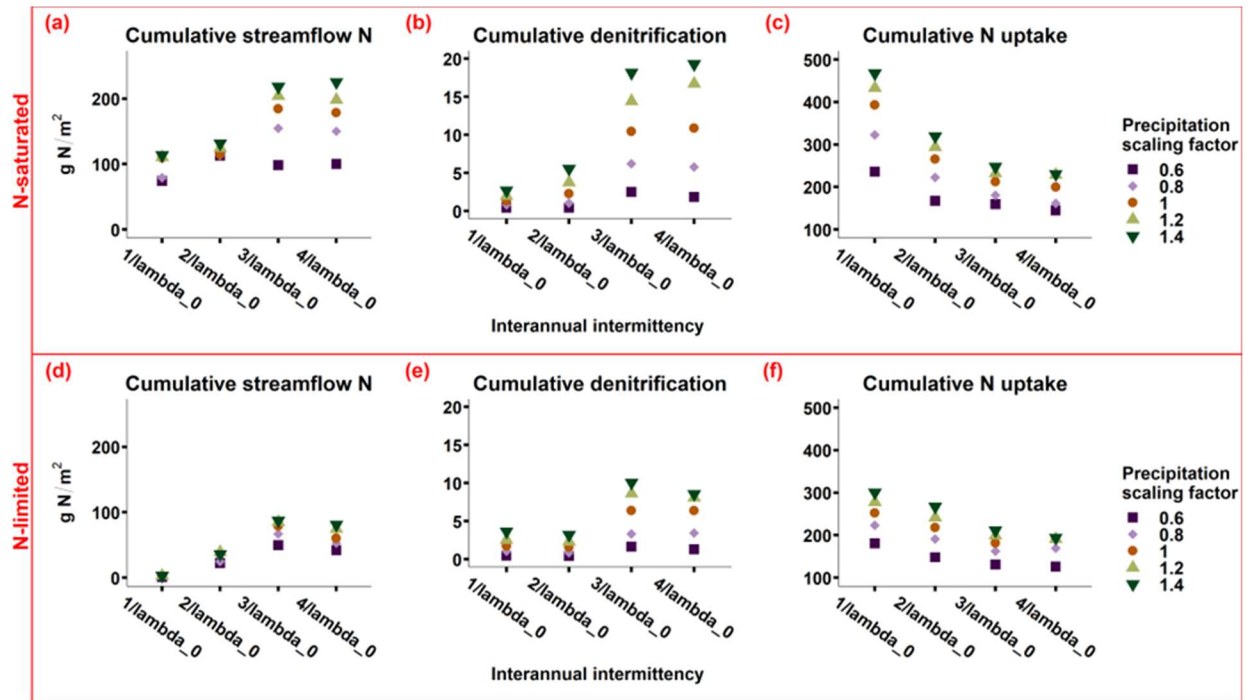 N-saturated
(a)
Cumulative streamflow N
g N/m²
200
100
0
1/lambda_0
2/lambda_0
3/lambda_0
4/lambda_0
(b)
Cumulative denitrification
20
15
10
5
0
1/lambda_0
2/lambda_0
3/lambda_0
4/lambda_0
Interannual intermittency
(c)
Cumulative N uptake
500
400
300
200
100
1/lambda_0
2/lambda_0
3/lambda_0
4/lambda_0
Precipitation
scaling factor
0.6
0.8
1
1.2
1.4
N-limited
(d)
Cumulative streamflow N
g N/m²
200
100
0
1/lambda_0
2/lambda_0
3/lambda_0
4/lambda_0
(e)
Cumulative denitrification
20
15
10
5
0
1/lambda_0
2/lambda_0
3/lambda_0
4/lambda_0
Interannual intermittency
(f)
Cumulative N uptake
500
400
300
200
100
1/lambda_0
2/lambda_0
3/lambda_0
4/lambda_0
Precipitation
scaling factor
0.6
0.8
1
1.2
1.4